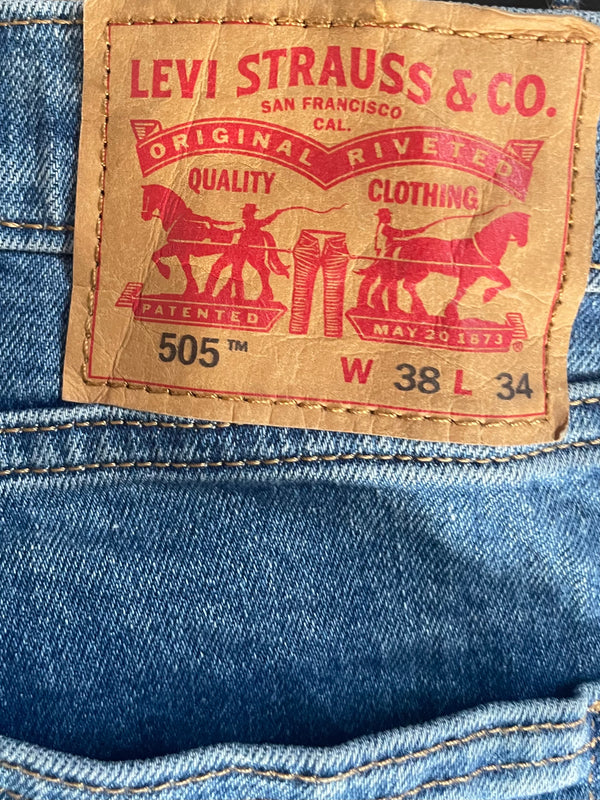 LEVI STRAUSS & CO.
SAN FRANCISCO
CAL.
ORIGINAL RIVETED
QUALITY CLOTHING
PATENTED MAY 20 1873
505™ W 38 L 34